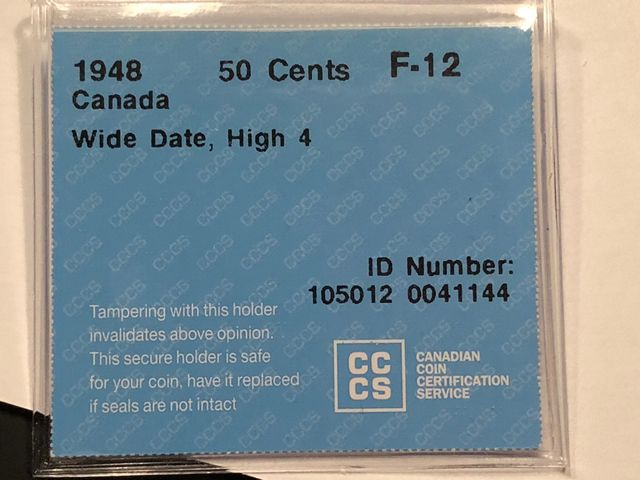 1948 50 Cents F-12
Canada
Wide Date, High 4
ID Number:
105012 0041144
Tampering with this holder
invalidates above opinion.
This secure holder is safe
for your coin, have it replaced
if seals are not intact
CC
CS
CANADIAN
COIN
CERTIFICATION
SERVICE